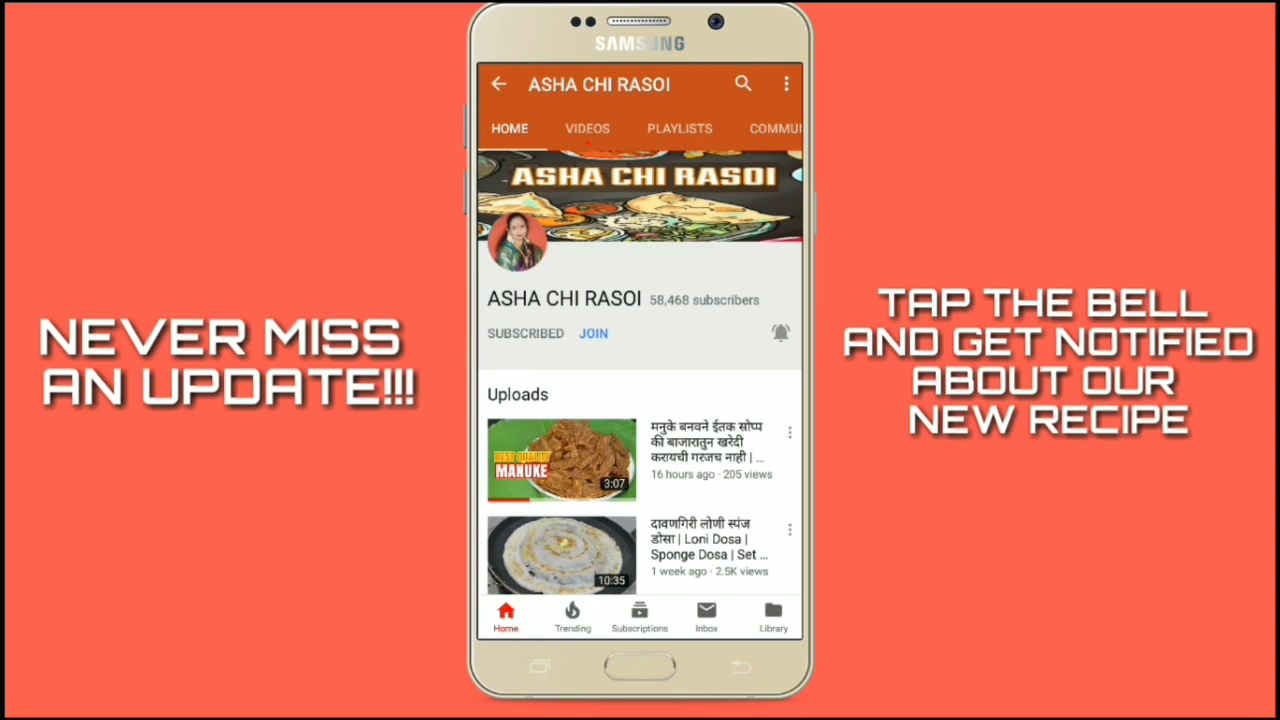 SAMSUNG
ASHA CHI RASOI
HOME VIDEOS PLAYLISTS COMMUI
ASHA CHI RASOI
ASHA CHI RASOI 58,468 subscribers
SUBSCRIBED JOIN
NEVER MISS
AN UPDATE!!!
TAP THE BELL
AND GET NOTIFIED
ABOUT OUR
NEW RECIPE
Uploads
BEST QUALITY
MANUKE
3:07
मनुके बनवने ईतक सोप्प
की बाजारातुन खरेदी
करायची गरजच नाही | ...
16 hours ago · 205 views
10:35
दावणगिरी लोणी स्पंज
डोसा | Loni Dosa |
Sponge Dosa | Set ...
1 week ago · 2.5K views
Home Trending Subscriptions Inbox Library